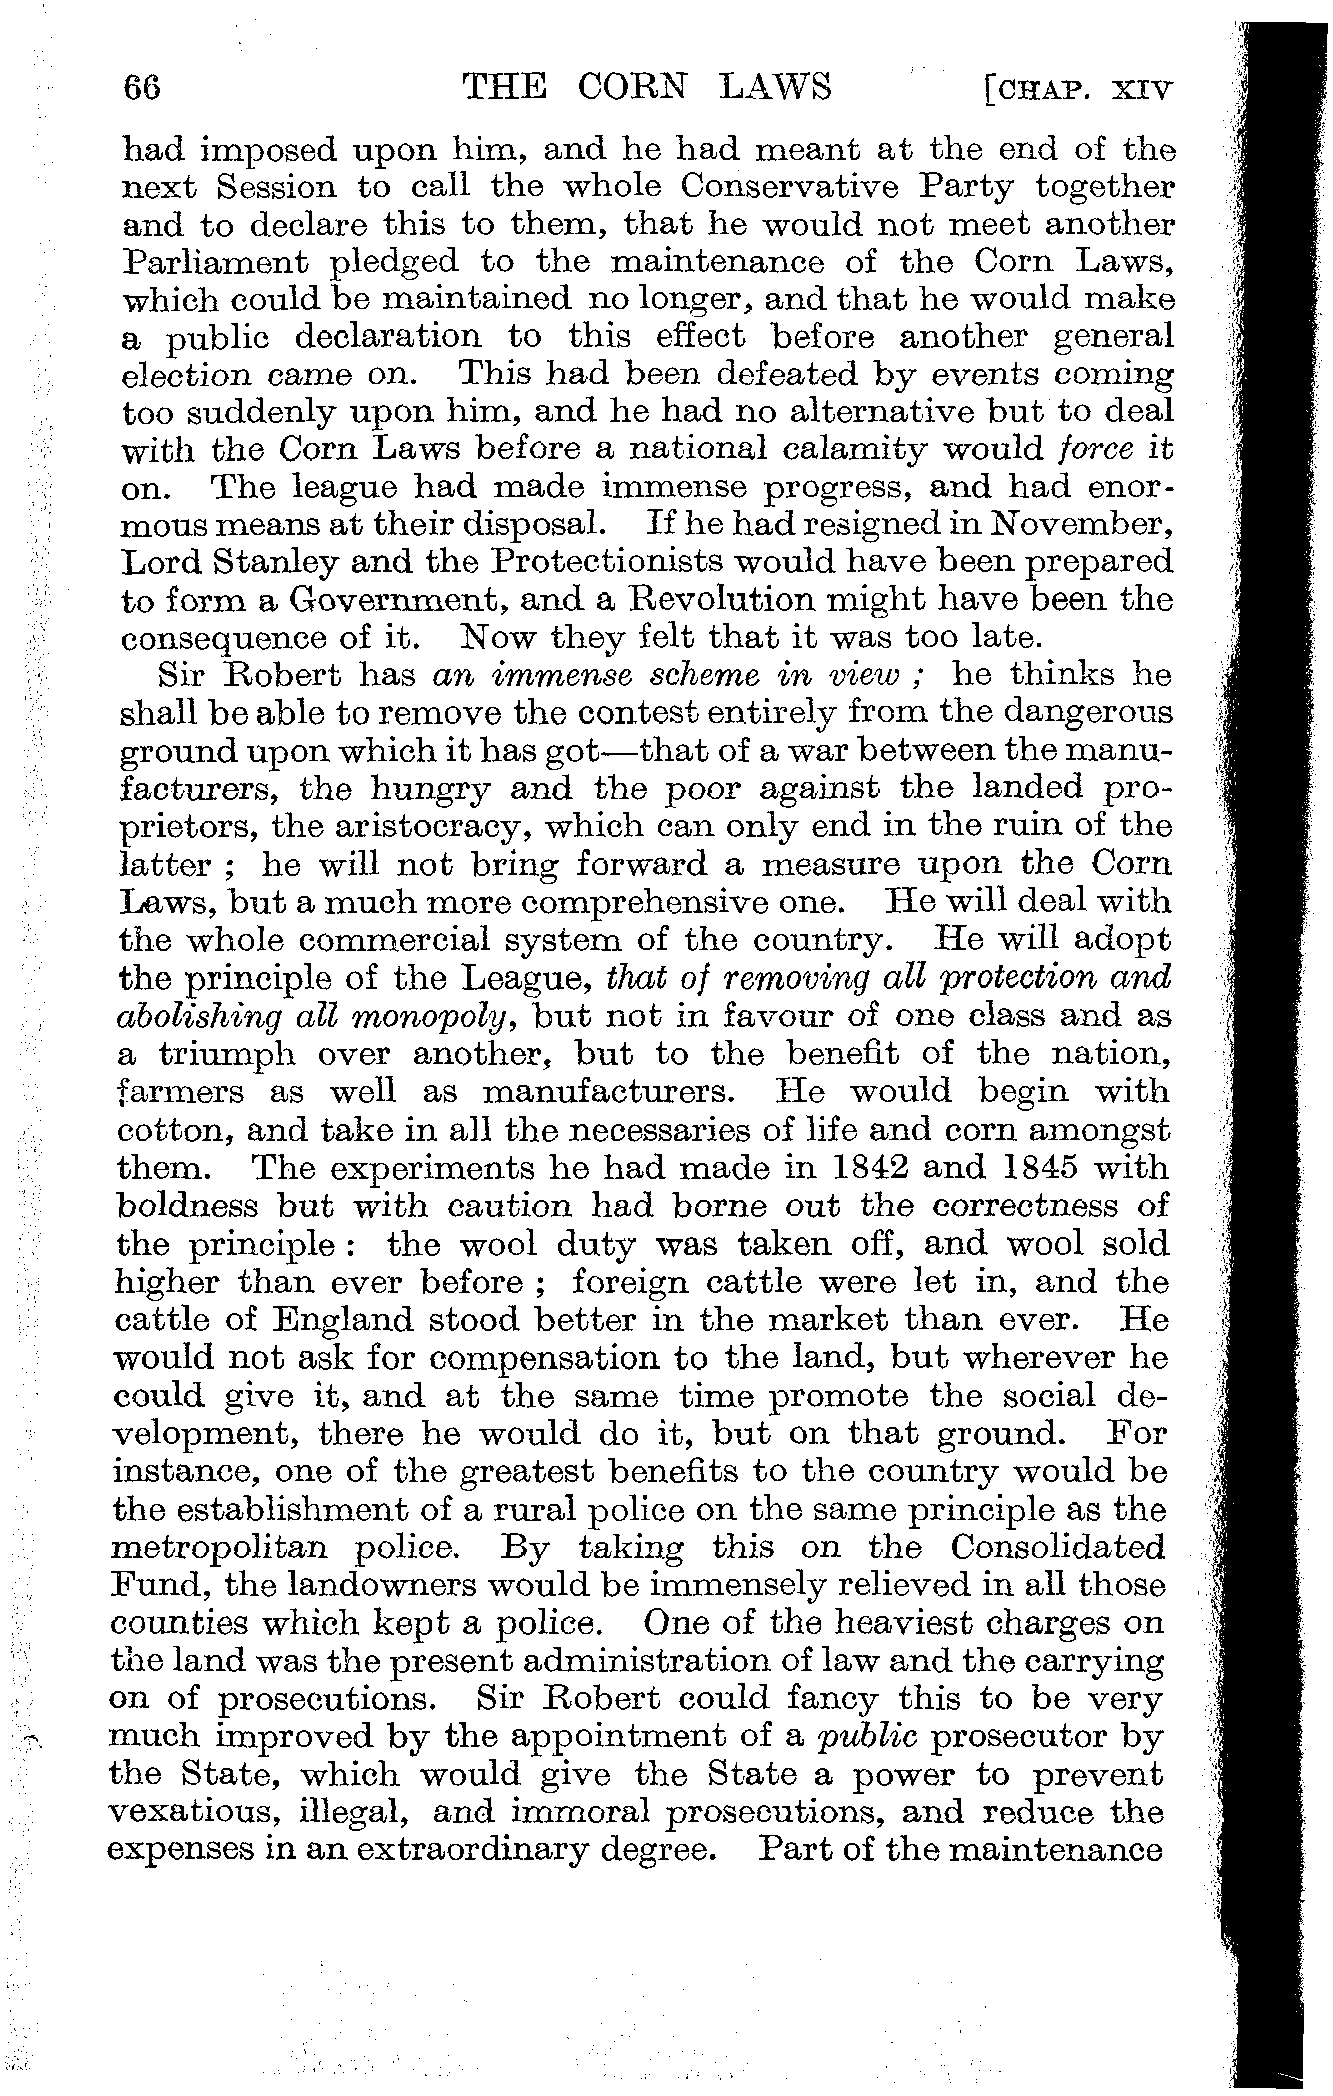 66 THE CORN LAWS [CHAP. XIV
had imposed upon him, and he had meant at the end of the
next Session to call the whole Conservative Party together
and to declare this to them, that he would not meet another
Parliament pledged to the maintenance of the Corn Laws,
which could be maintained no longer, and that he would make
a public declaration to this effect before another general
election came on. This had been defeated by events coming
too suddenly upon him, and he had no alternative but to deal
with the Corn Laws before a national calamity would force it
on. The league had made immense progress, and had enor-
mous means at their disposal. If he had resigned in November,
Lord Stanley and the Protectionists would have been prepared
to form a Government, and a Revolution might have been the
consequence of it. Now they felt that it was too late.
Sir Robert has an immense scheme in view ; he thinks he
shall be able to remove the contest entirely from the dangerous
ground upon which it has got—that of a war between the manu-
facturers, the hungry and the poor against the landed pro-
prietors, the aristocracy, which can only end in the ruin of the
latter ; he will not bring forward a measure upon the Corn
Laws, but a much more comprehensive one. He will deal with
the whole commercial system of the country. He will adopt
the principle of the League, that of removing all protection and
abolishing all monopoly, but not in favour of one class and as
a triumph over another, but to the benefit of the nation,
farmers as well as manufacturers. He would begin with
cotton, and take in all the necessaries of life and corn amongst
them. The experiments he had made in 1842 and 1845 with
boldness but with caution had borne out the correctness of
the principle : the wool duty was taken off, and wool sold
higher than ever before ; foreign cattle were let in, and the
cattle of England stood better in the market than ever. He
would not ask for compensation to the land, but wherever he
could give it, and at the same time promote the social de-
velopment, there he would do it, but on that ground. For
instance, one of the greatest benefits to the country would be
the establishment of a rural police on the same principle as the
metropolitan police. By taking this on the Consolidated
Fund, the landowners would be immensely relieved in all those
counties which kept a police. One of the heaviest charges on
the land was the present administration of law and the carrying
on of prosecutions. Sir Robert could fancy this to be very
much improved by the appointment of a public prosecutor by
the State, which would give the State a power to prevent
vexatious, illegal, and immoral prosecutions, and reduce the
expenses in an extraordinary degree. Part of the maintenance